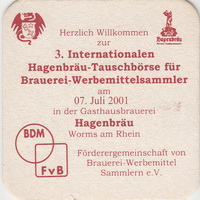 Herzlich Willkommen
zur
Hagenbräu
3. Internationalen
Hagenbräu-Tauschbörse für
Brauerei-Werbemittelsammler
am
07. Juli 2001
in der Gasthausbrauerei
Hagenbräu
Worms am Rhein
BDM
FvB
Förderergemeinschaft von
Brauerei-Werbemittel
Sammlern e.V.